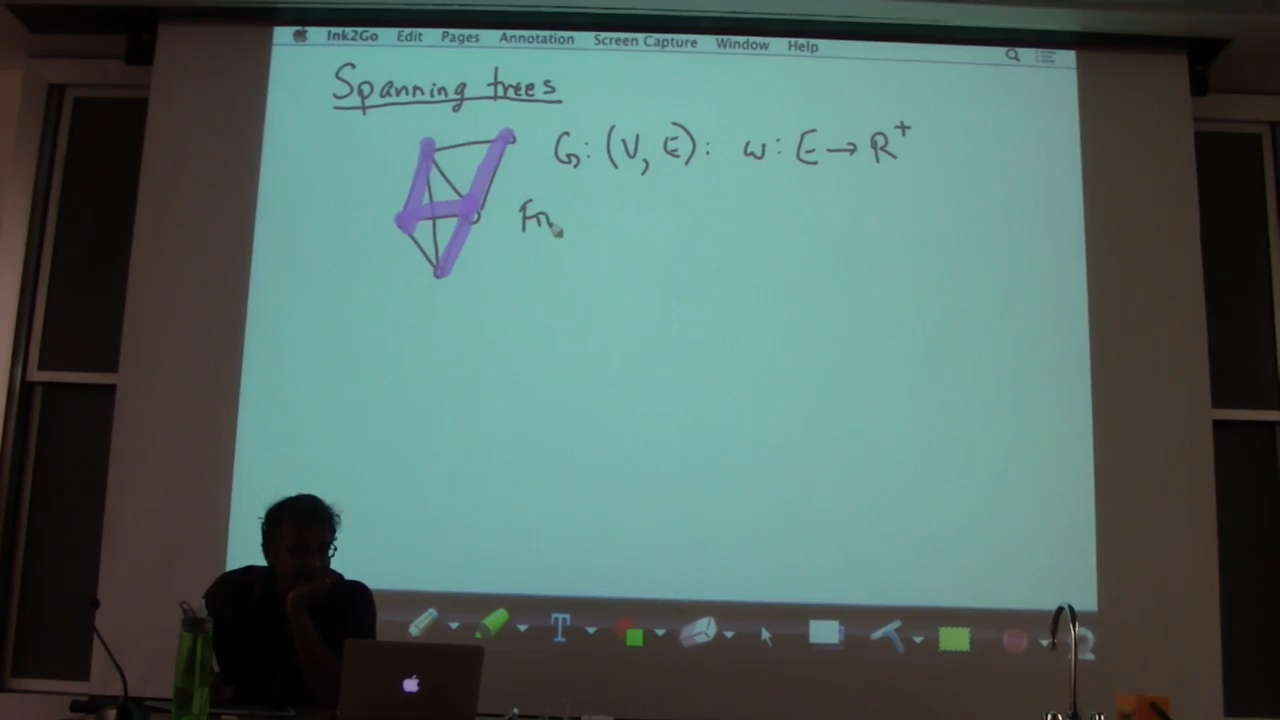 Ink2Go Edit Pages Annotation Screen Capture Window Help
Spanning trees
G: (V, E): w: E → R⁺